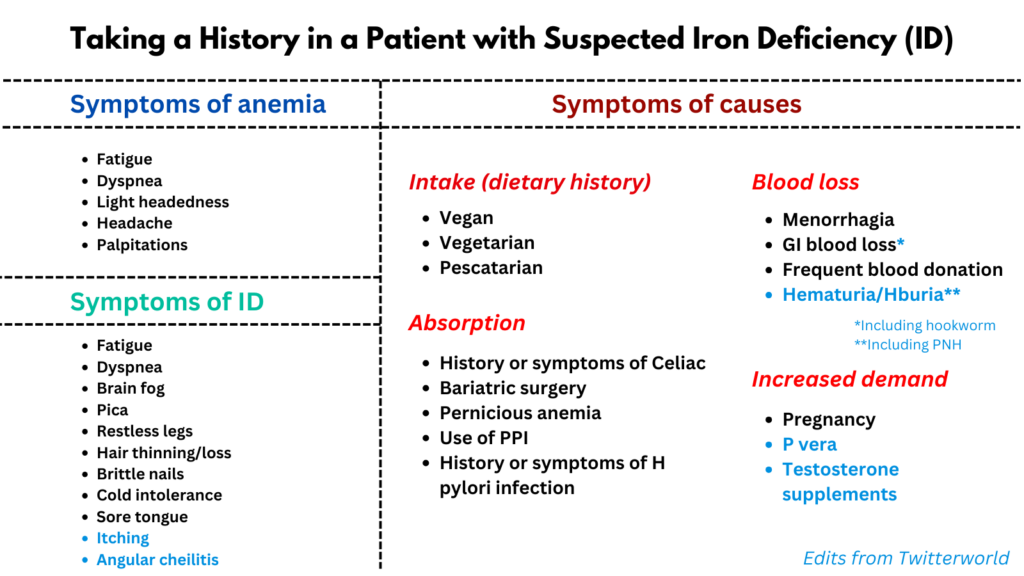 Taking a History in a Patient with Suspected Iron Deficiency (ID)
Symptoms of anemia
• Fatigue
• Dyspnea
• Light headedness
• Headache
• Palpitations
Symptoms of ID
• Fatigue
• Dyspnea
• Brain fog
• Pica
• Restless legs
• Hair thinning/loss
• Brittle nails
• Cold intolerance
• Sore tongue
• Itching
• Angular cheilitis
Symptoms of causes
Intake (dietary history)
• Vegan
• Vegetarian
• Pescatarian
Absorption
• History or symptoms of Celiac
• Bariatric surgery
• Pernicious anemia
• Use of PPI
• History or symptoms of H
pylori infection
Blood loss
• Menorrhagia
• GI blood loss*
• Frequent blood donation
• Hematuria/Hburia**
*Including hookworm
**Including PNH
Increased demand
• Pregnancy
• P vera
• Testosterone
supplements
Edits from Twitterworld